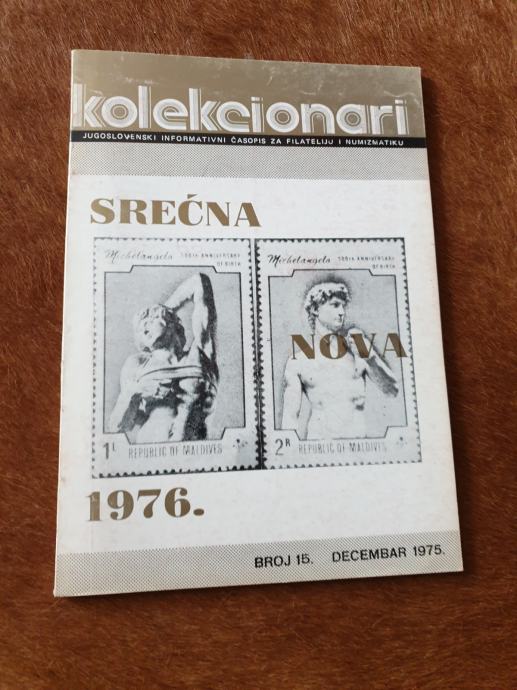 kolekcionari
JUGOSLOVENSKI INFORMATIVNI ČASOPIS ZA FILATELIJU I NUMIZMATIKU
SREĆNA
Michelangelo 500th ANNIVERSARY
OF BIRTH
1L REPUBLIC OF MALDIVES
Michelangelo 500th ANNIVERSARY
OF BIRTH
NOVA
2R REPUBLIC OF MALDIVES
1976.
BROJ 15. DECEMBAR 1975.